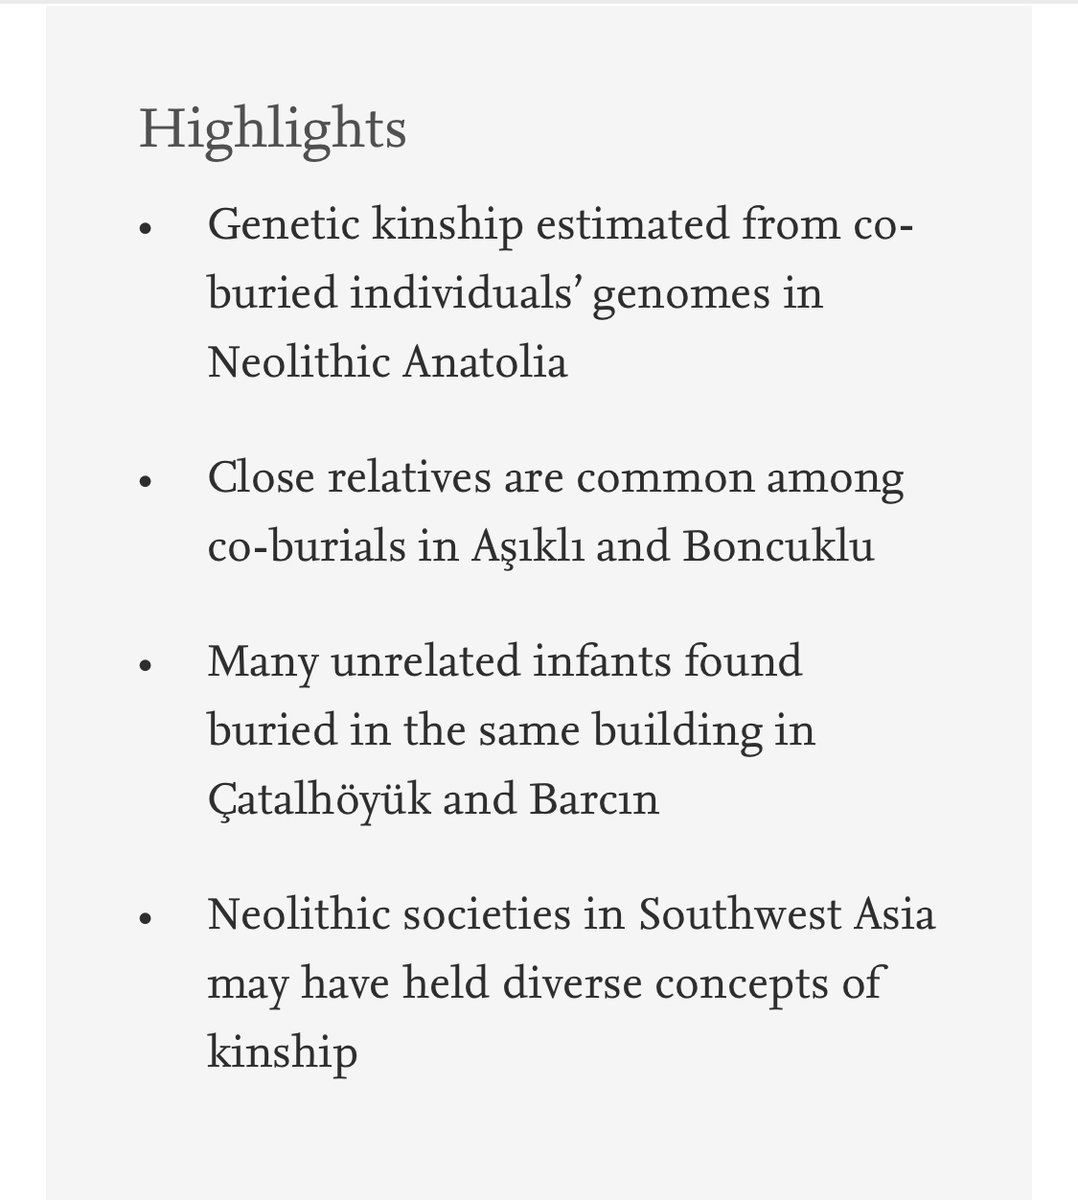 Highlights
• Genetic kinship estimated from co-
buried individuals’ genomes in
Neolithic Anatolia
• Close relatives are common among
co-burials in Aşıklı and Boncuklu
• Many unrelated infants found
buried in the same building in
Çatalhöyük and Barcın
• Neolithic societies in Southwest Asia
may have held diverse concepts of
kinship